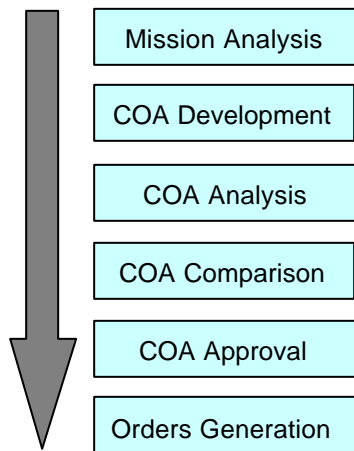 Mission Analysis
COA Development
COA Analysis
COA Comparison
COA Approval
Orders Generation